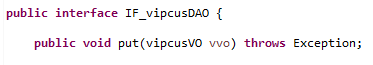 public interface IF_vipcusDAO {
public void put(vipcusVO vvo) throws Exception;